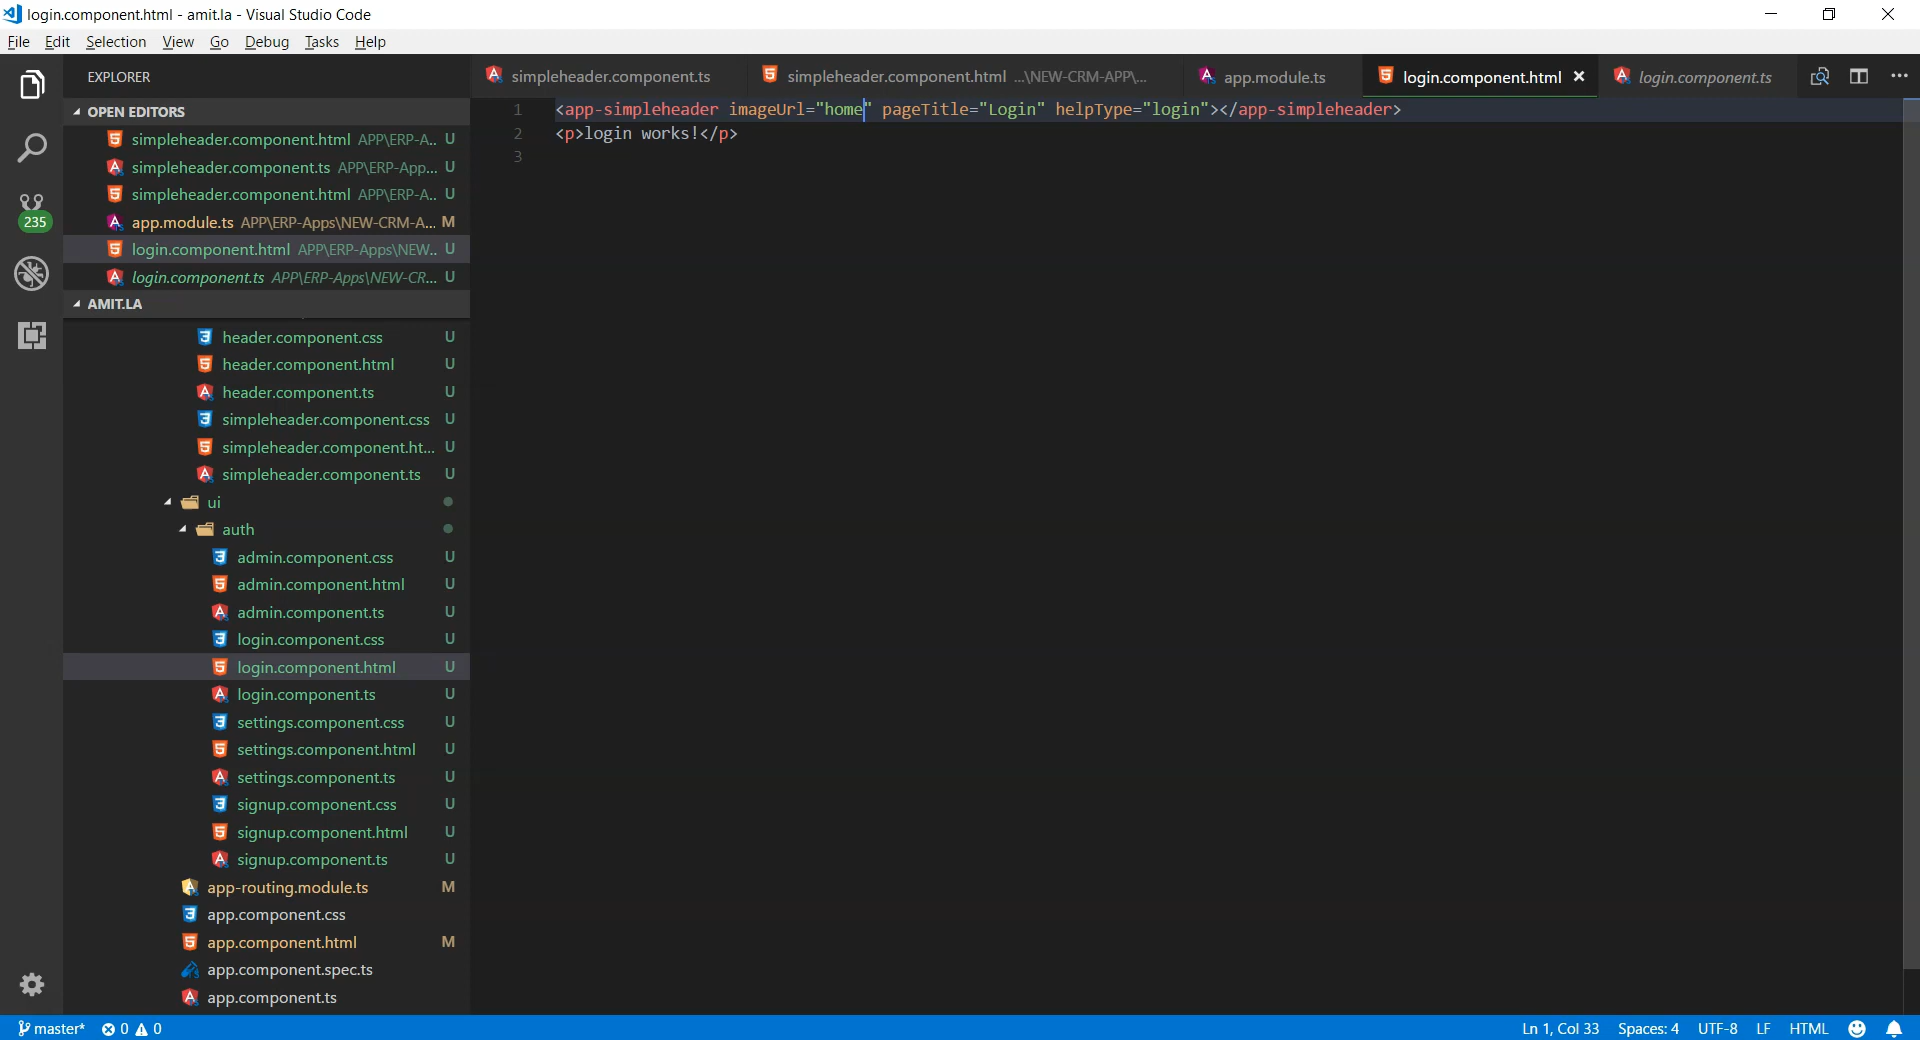 login.component.html - amit.la - Visual Studio Code
File Edit Selection View Go Debug Tasks Help
EXPLORER
OPEN EDITORS
simpleheader.component.html APP\ERP-A... U
simpleheader.component.ts APP\ERP-App... U
simpleheader.component.html APP\ERP-A... U
app.module.ts APP\ERP-Apps\NEW-CRM-A... M
login.component.html APP\ERP-Apps\NEW... U
login.component.ts APP\ERP-Apps\NEW-CR... U
AMIT.LA
header.component.css U
header.component.html U
header.component.ts U
simpleheader.component.css U
simpleheader.component.ht... U
simpleheader.component.ts U
ui
auth
admin.component.css U
admin.component.html U
admin.component.ts U
login.component.css U
login.component.html U
login.component.ts U
settings.component.css U
settings.component.html U
settings.component.ts U
signup.component.css U
signup.component.html U
signup.component.ts U
app-routing.module.ts M
app.component.css
app.component.html M
app.component.spec.ts
app.component.ts
235
simpleheader.component.ts simpleheader.component.html ...\NEW-CRM-APP\... app.module.ts login.component.html login.component.ts
1 <app-simpleheader imageUrl="home" pageTitle="Login" helpType="login"></app-simpleheader>
2 <p>login works!</p>
3
master* 0 0 Ln 1, Col 33 Spaces: 4 UTF-8 LF HTML